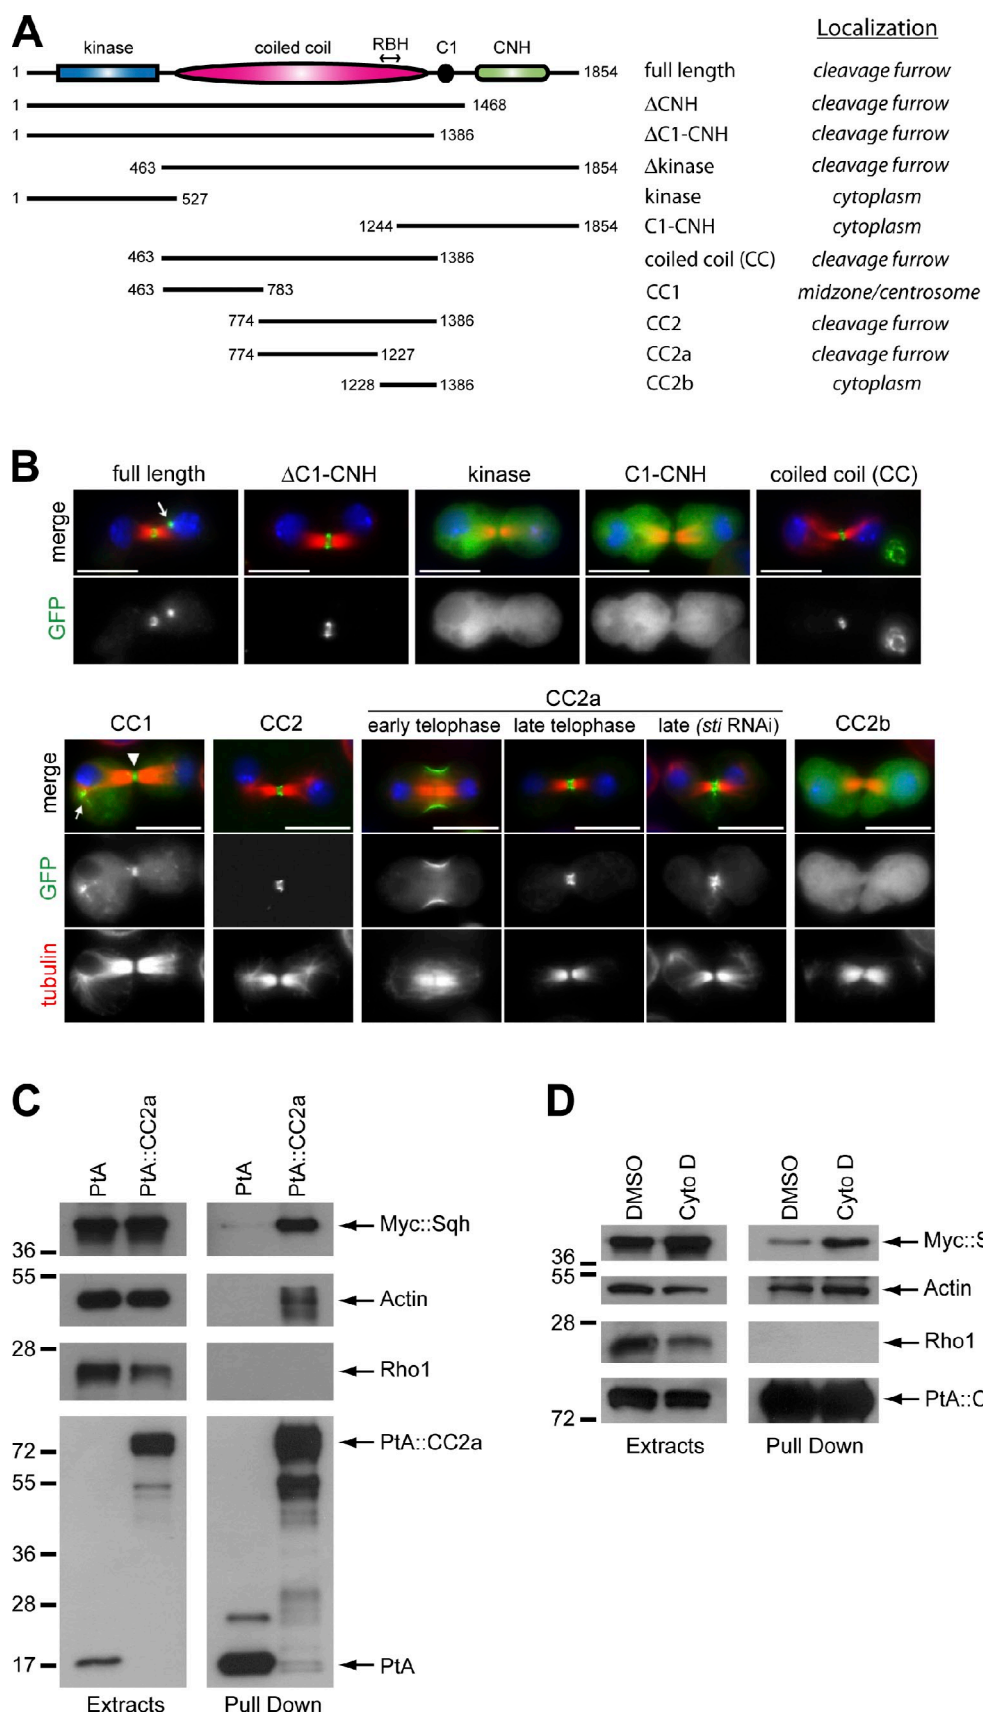 A
Localization
kinase coiled coil RBH C1 CNH
1 1854 full length cleavage furrow
1 1468 ΔCNH cleavage furrow
1 1386 ΔC1-CNH cleavage furrow
463 1854 Δkinase cleavage furrow
1 527 kinase cytoplasm
1244 1854 C1-CNH cytoplasm
463 1386 coiled coil (CC) cleavage furrow
463 783 CC1 midzone/centrosome
774 1386 CC2 cleavage furrow
774 1227 CC2a cleavage furrow
1228 1386 CC2b cytoplasm
B
full length ΔC1-CNH kinase C1-CNH coiled coil (CC)
merge
GFP
CC2a
CC1 CC2 early telophase late telophase late (sti RNAi) CC2b
merge
GFP
tubulin
C
PtA PtA::CC2a PtA PtA::CC2a
Myc::Sqh
36
55
Actin
28
Rho1
PtA::CC2a
72
55
36
28
17
PtA
Extracts Pull Down
D
DMSO Cyto D DMSO Cyto D
Myc::S
36
55
Actin
28
Rho1
PtA::C
72
Extracts Pull Down